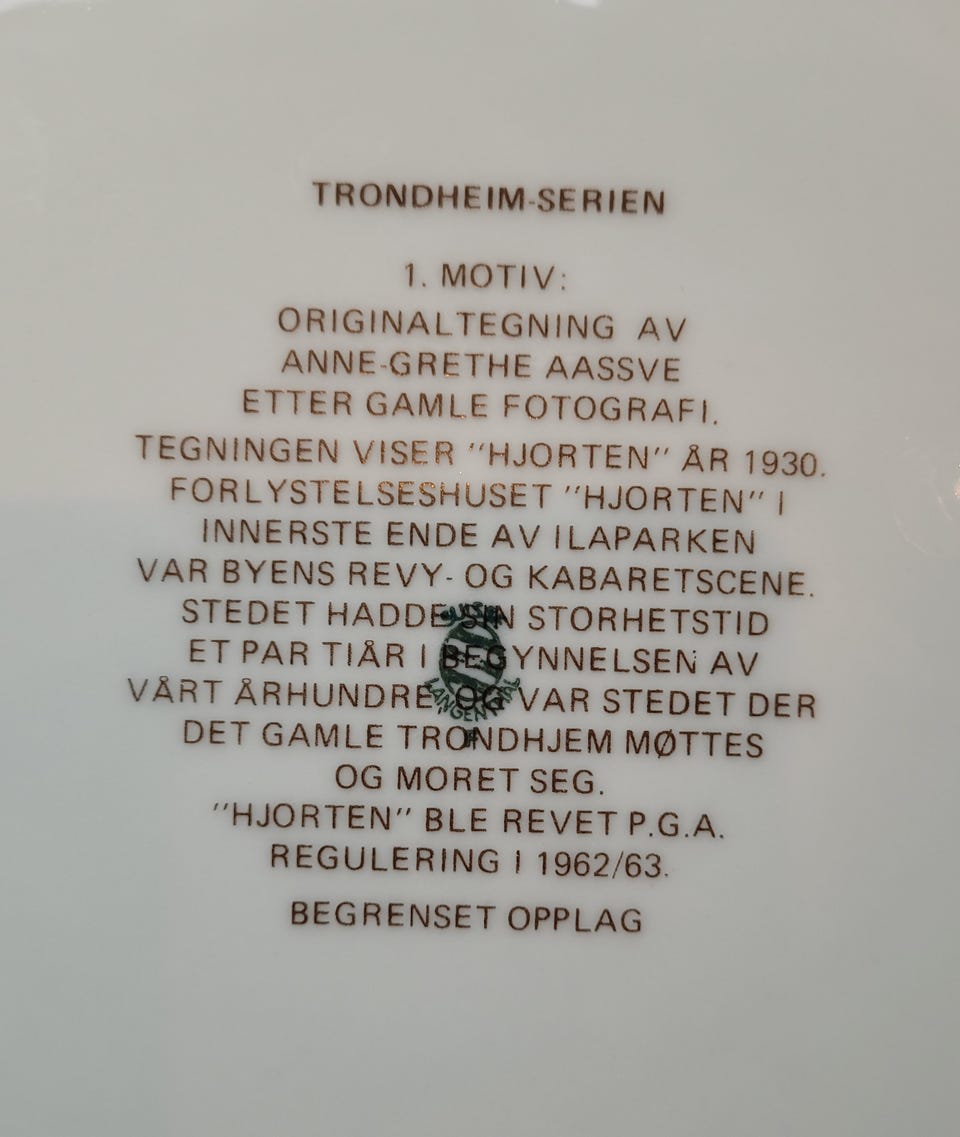 TRONDHEIM-SERIEN
1. MOTIV:
ORIGINALTEGNING AV
ANNE-GRETHE AASSVE
ETTER GAMLE FOTOGRAFI.
TEGNINGEN VISER "HJORTEN" ÅR 1930.
FORLYSTELSESHUSET "HJORTEN" I
INNERSTE ENDE AV ILAPARKEN
VAR BYENS REVY- OG KABARETSCENE.
STEDET HADDE SIN STORHETSTID
ET PAR TIÅR I BEGYNNELSEN AV
VÅRT ÅRHUNDRE OG VAR STEDET DER
DET GAMLE TRONDHJEM MØTTES
OG MORET SEG.
"HJORTEN" BLE REVET P.G.A.
REGULERING I 1962/63.
BEGRENSET OPPLAG
LANGENTHAL